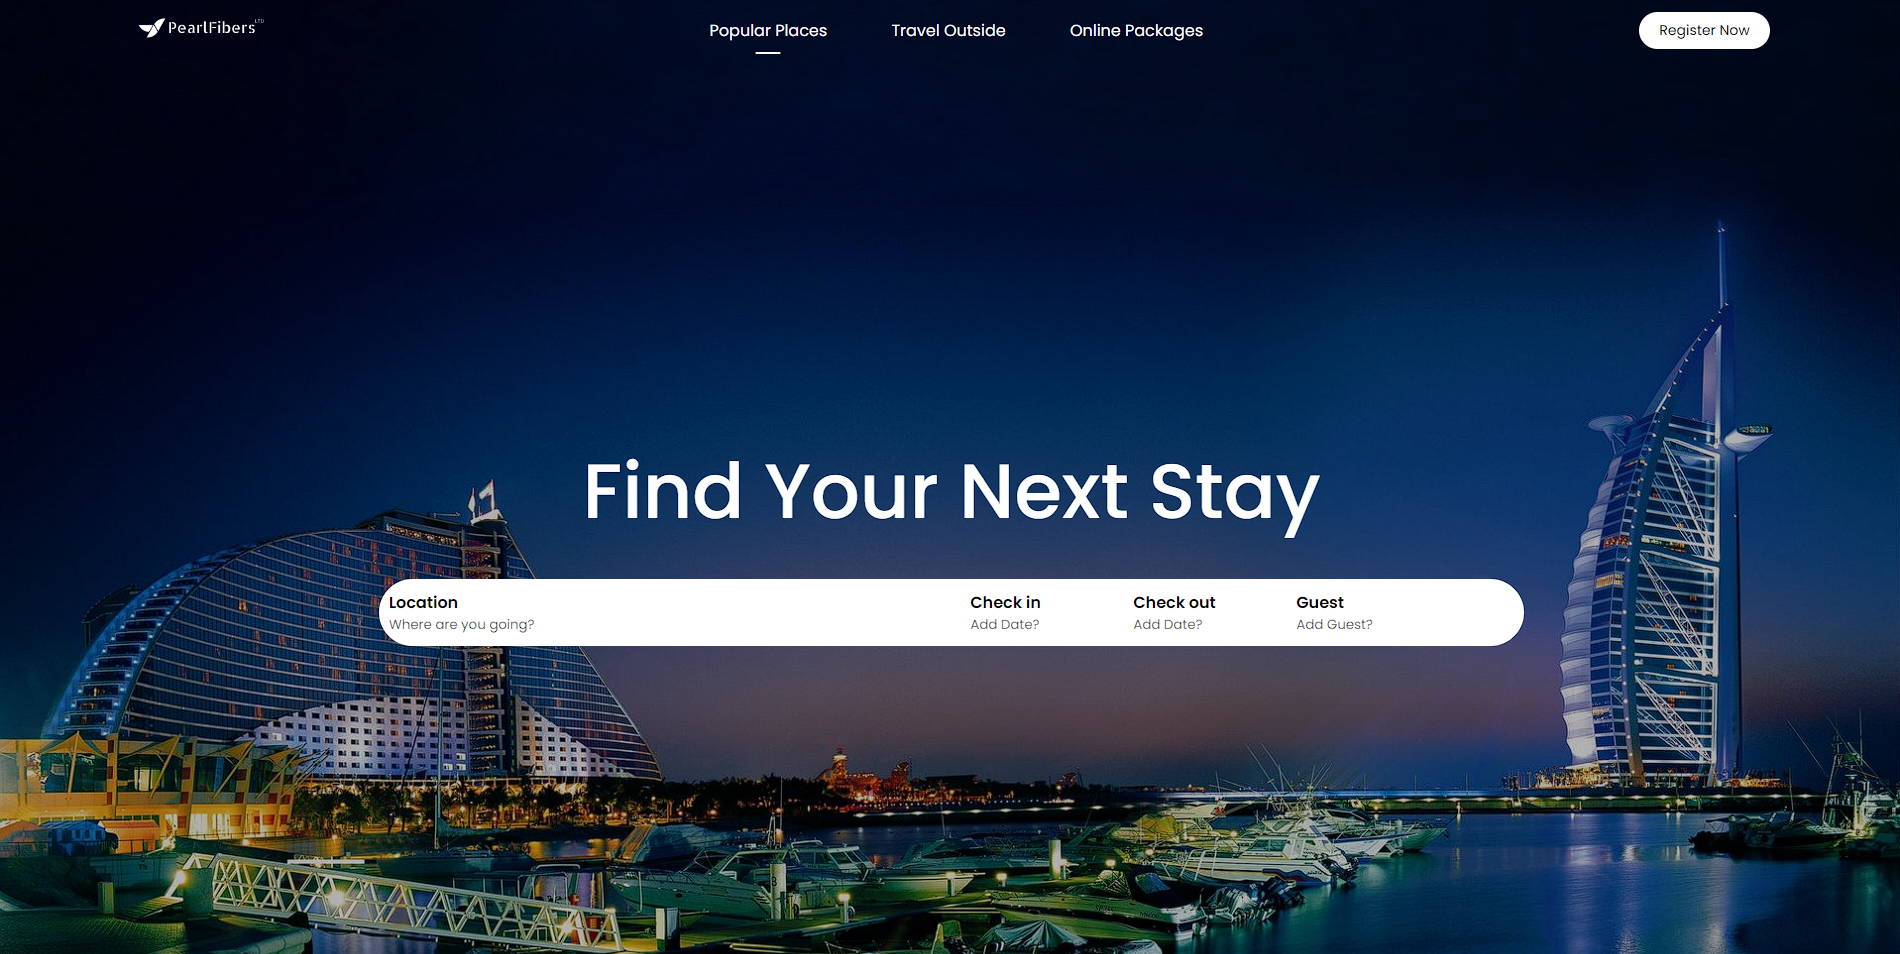 PearlFibers LTD
Popular Places
Travel Outside
Online Packages
Register Now
Find Your Next Stay
Location
Where are you going?
Check in
Add Date?
Check out
Add Date?
Guest
Add Guest?